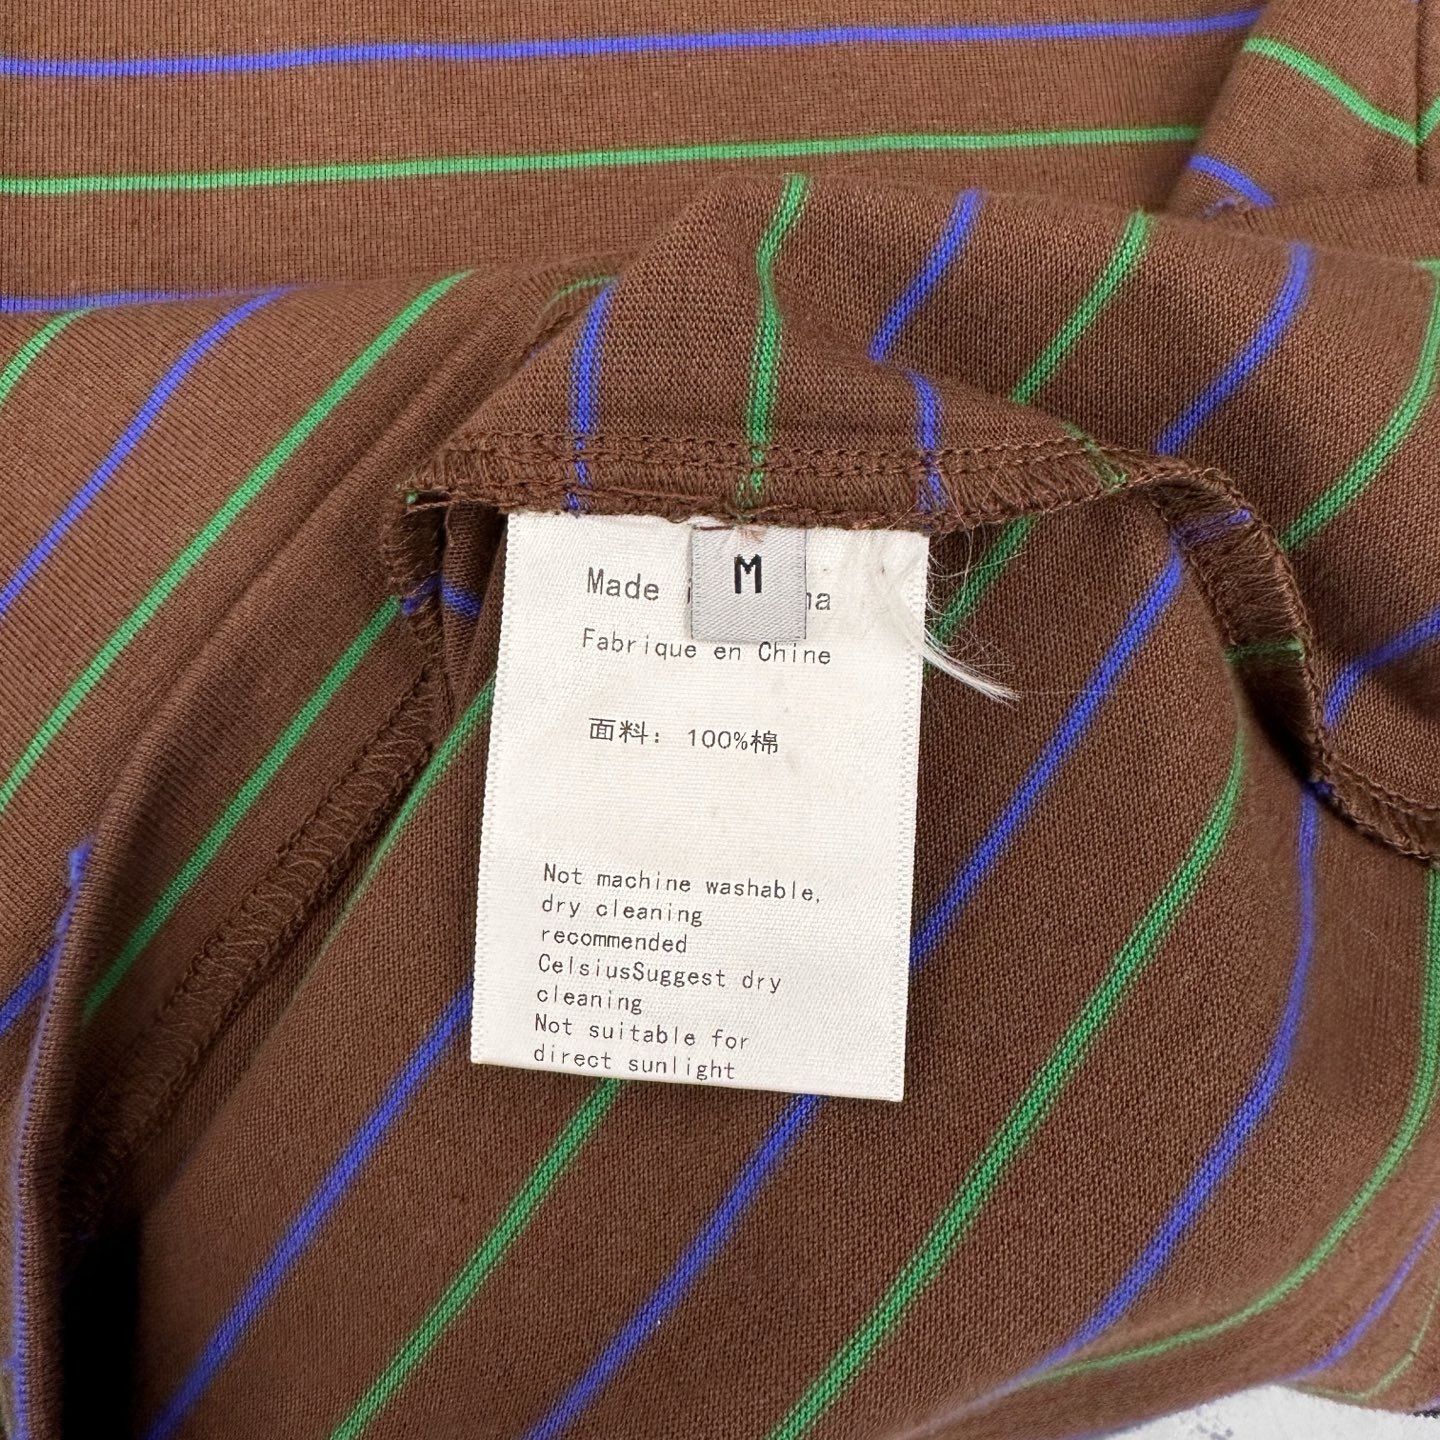 M
Made
Fabrique en Chine
面料: 100%棉
Not machine washable,
dry cleaning
recommended
CelsiusSuggest dry
cleaning
Not suitable for
direct sunlight